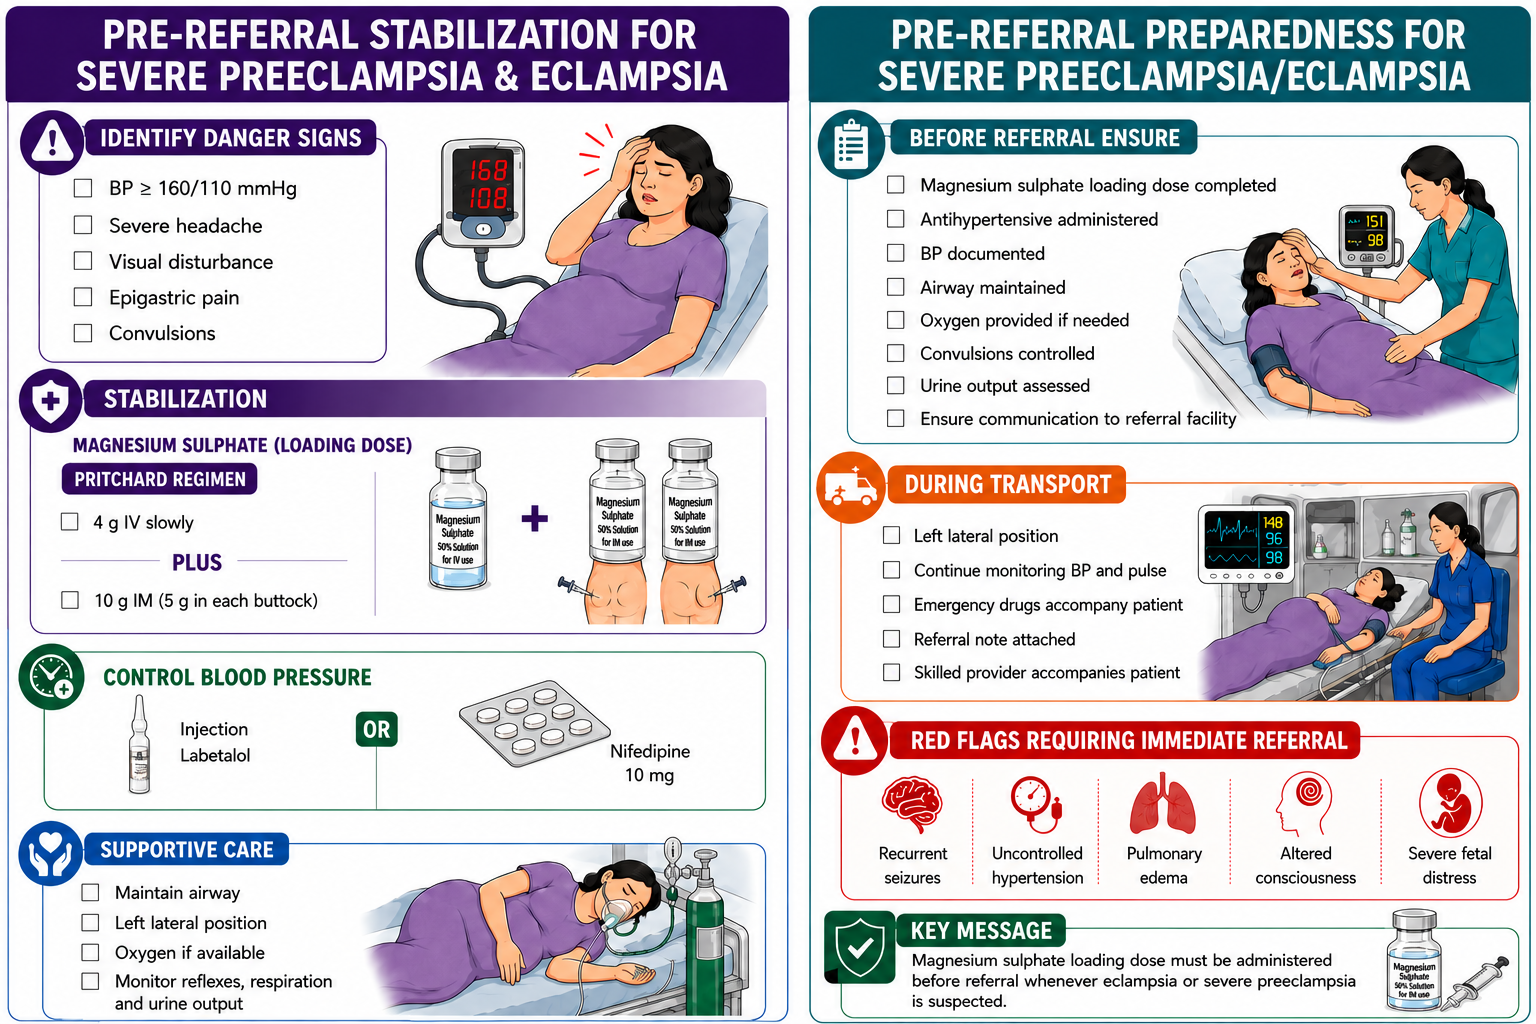 PRE-REFERRAL STABILIZATION FOR
SEVERE PREECLAMPSIA & ECLAMPSIA
IDENTIFY DANGER SIGNS
BP ≥ 160/110 mmHg
Severe headache
Visual disturbance
Epigastric pain
Convulsions
168
108
STABILIZATION
MAGNESIUM SULPHATE (LOADING DOSE)
PRITCHARD REGIMEN
4 g IV slowly
PLUS
10 g IM (5 g in each buttock)
Magnesium
Sulphate
50% Solution
for IV use
+
Magnesium
Sulphate
50% Solution
for IM use
Magnesium
Sulphate
50% Solution
for IM use
CONTROL BLOOD PRESSURE
Injection
Labetalol
OR
Nifedipine
10 mg
SUPPORTIVE CARE
Maintain airway
Left lateral position
Oxygen if available
Monitor reflexes, respiration
and urine output
PRE-REFERRAL PREPAREDNESS FOR
SEVERE PREECLAMPSIA/ECLAMPSIA
BEFORE REFERRAL ENSURE
Magnesium sulphate loading dose completed
Antihypertensive administered
BP documented
Airway maintained
Oxygen provided if needed
Convulsions controlled
Urine output assessed
Ensure communication to referral facility
151
98
DURING TRANSPORT
Left lateral position
Continue monitoring BP and pulse
Emergency drugs accompany patient
Referral note attached
Skilled provider accompanies patient
148
96
98
RED FLAGS REQUIRING IMMEDIATE REFERRAL
Recurrent
seizures
Uncontrolled
hypertension
Pulmonary
edema
Altered
consciousness
Severe fetal
distress
KEY MESSAGE
Magnesium sulphate loading dose must be administered
before referral whenever eclampsia or severe preeclampsia
is suspected.
Magnesium
Sulphate
50% Solution
for IM use